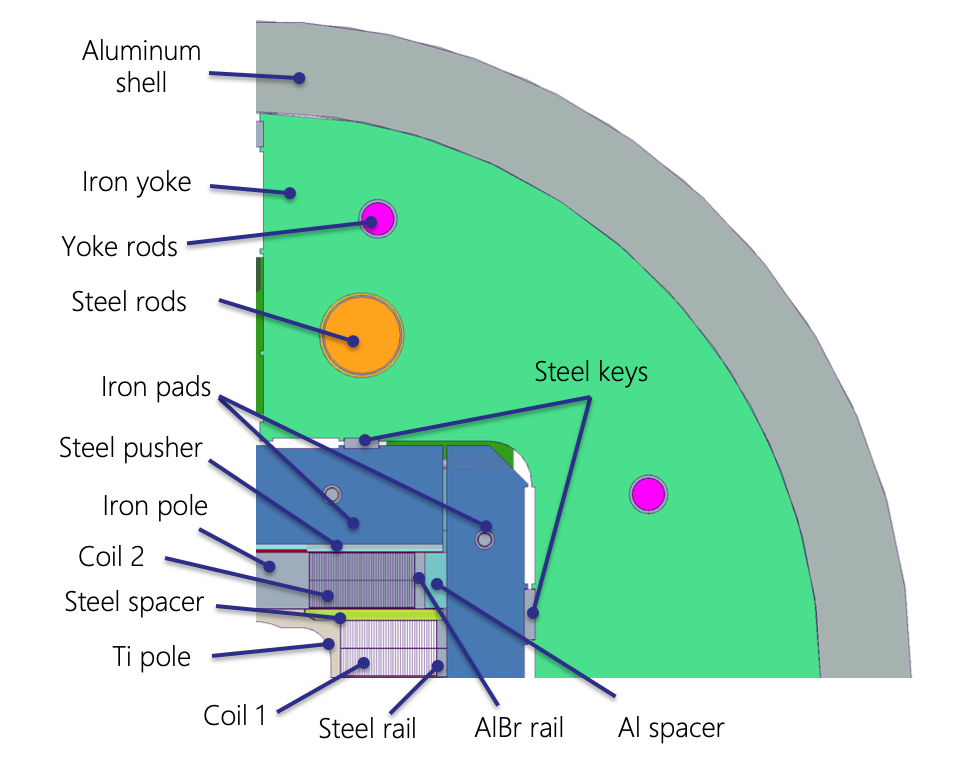 Aluminum
shell
Iron yoke
Yoke rods
Steel rods
Steel keys
Iron pads
Steel pusher
Iron pole
Coil 2
Steel spacer
Ti pole
Coil 1
Steel rail
AlBr rail
Al spacer